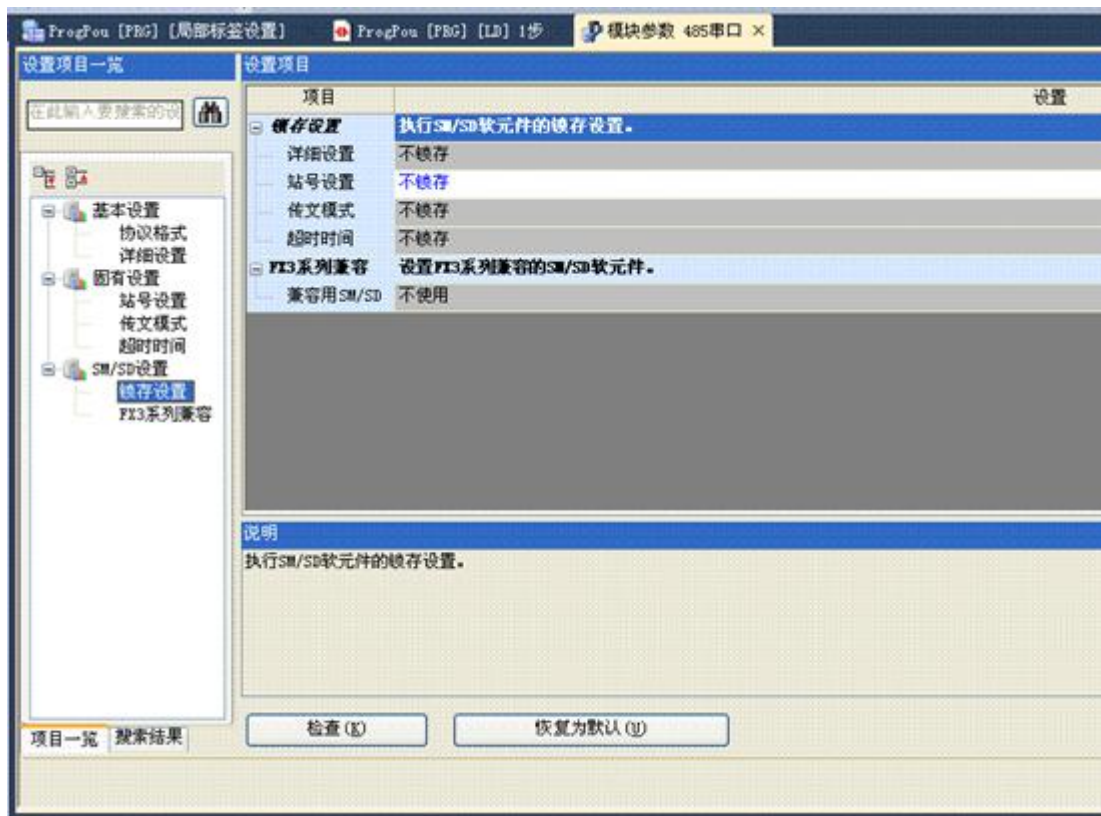 ProgPou [PRG] [局部标签设置]
ProgPou [PRG] [LD] 1步
模块参数 485串口 ×
设置项目一览
在此输入要搜索的设
基本设置
协议格式
详细设置
固有设置
站号设置
传文模式
超时时间
SM/SD设置
锁存设置
FX3系列兼容
项目一览
搜索结果
设置项目
项目
设置
锁存设置
执行SM/SD软元件的锁存设置。
详细设置
不锁存
站号设置
不锁存
传文模式
不锁存
超时时间
不锁存
FX3系列兼容
设置FX3系列兼容的SM/SD软元件。
兼容用SM/SD
不使用
说明
执行SM/SD软元件的锁存设置。
检查(K)
恢复为默认(U)